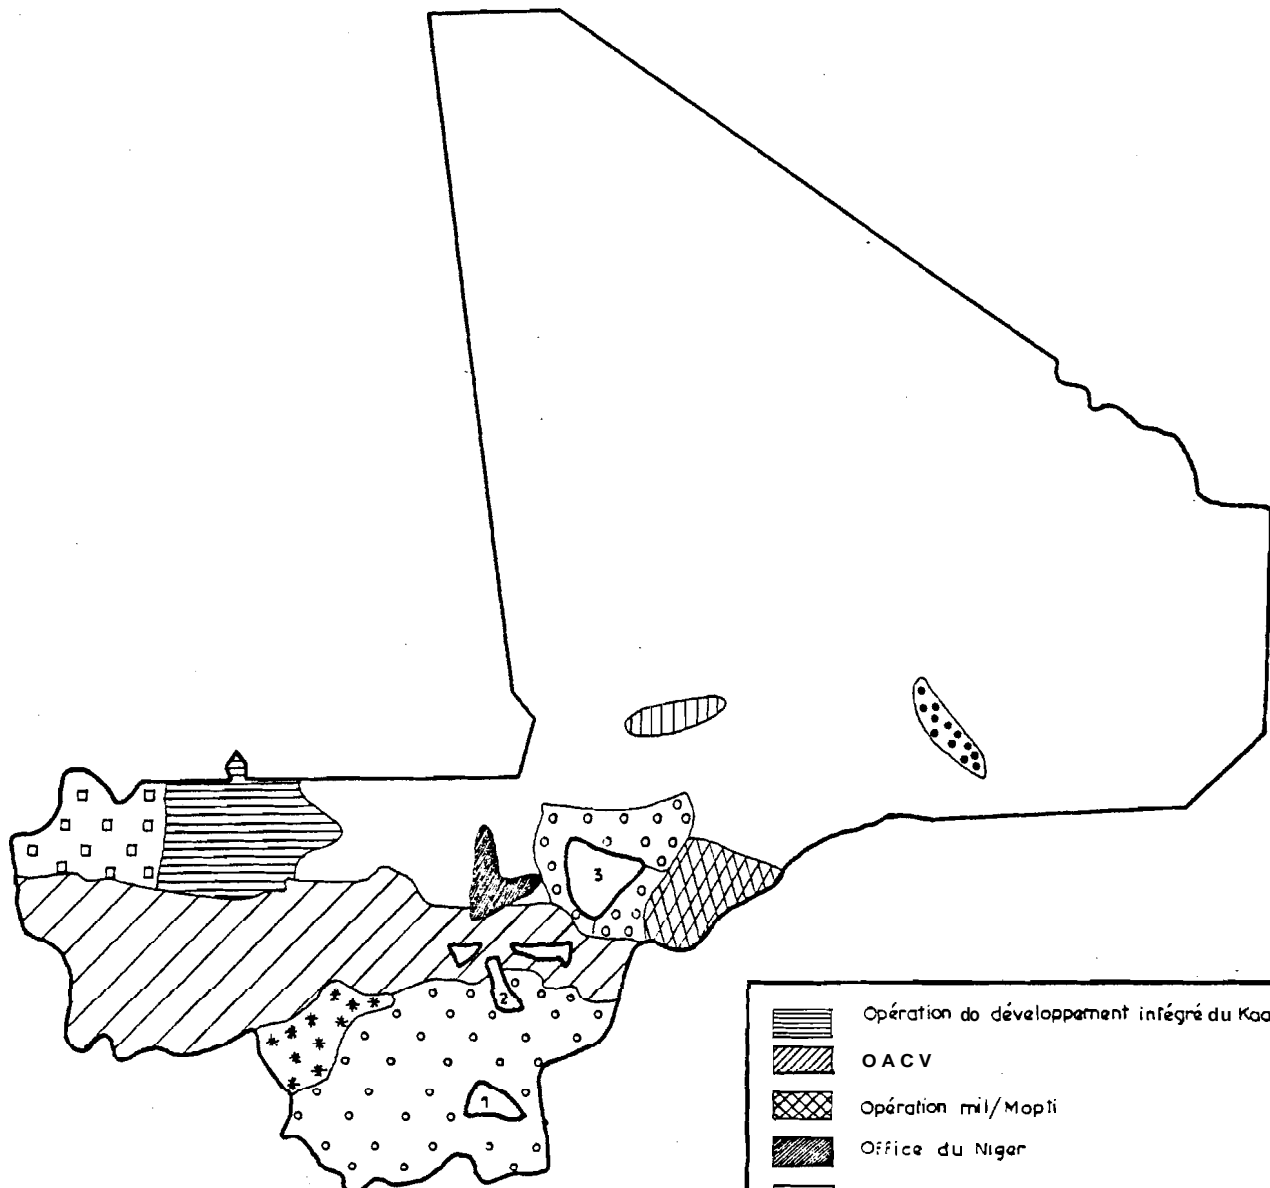 3
2
1
Opération do développement intégré du Kaa
OACV
Opération mil/Mopti
Office du Niger